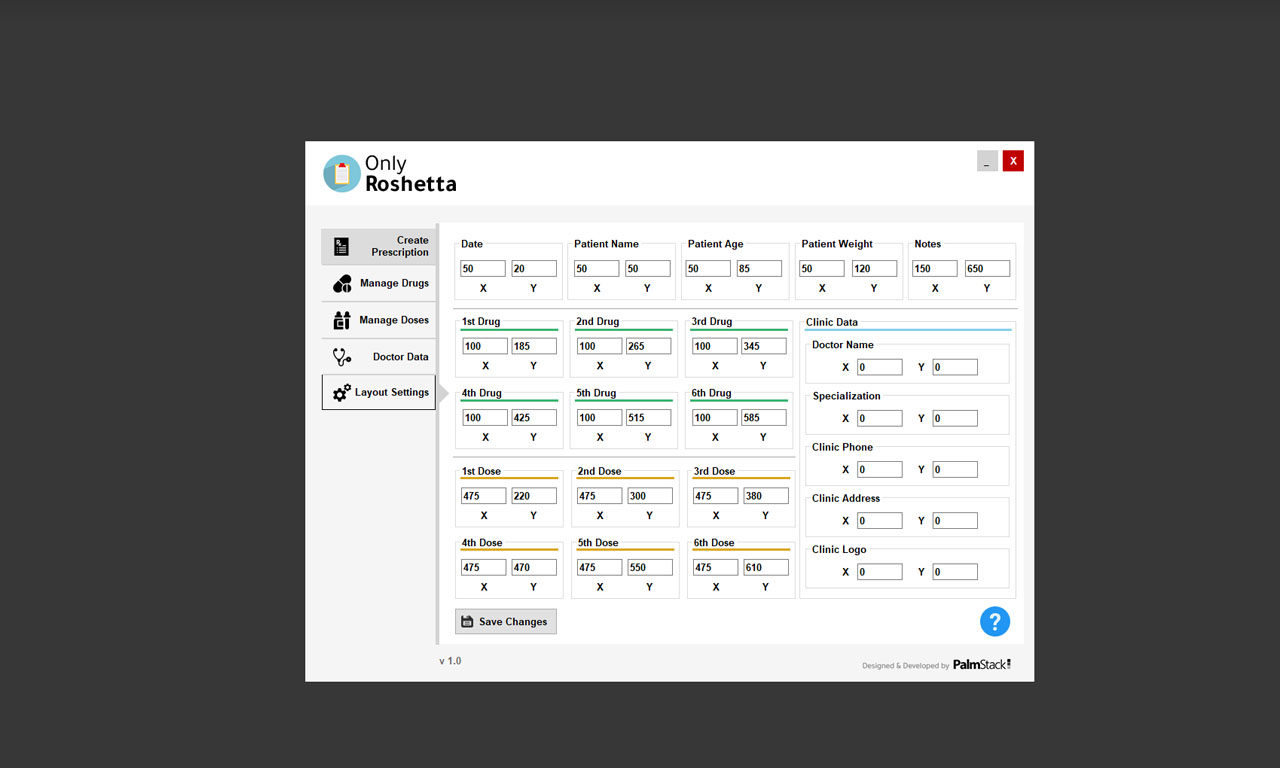 Only
Roshetta
_ X
Create
Prescription
Manage Drugs
Manage Doses
Doctor Data
Layout Settings
Date Patient Name Patient Age Patient Weight Notes
50 20 50 50 50 85 50 120 150 650
X Y X Y X Y X Y X Y
1st Drug 2nd Drug 3rd Drug
100 185 100 265 100 345
X Y X Y X Y
4th Drug 5th Drug 6th Drug
100 425 100 515 100 585
X Y X Y X Y
1st Dose 2nd Dose 3rd Dose
475 220 475 300 475 380
X Y X Y X Y
4th Dose 5th Dose 6th Dose
475 470 475 550 475 610
X Y X Y X Y
Clinic Data
Doctor Name
X 0 Y 0
Specialization
X 0 Y 0
Clinic Phone
X 0 Y 0
Clinic Address
X 0 Y 0
Clinic Logo
X 0 Y 0
Save Changes
?
v 1.0
Designed & Developed by PalmStack